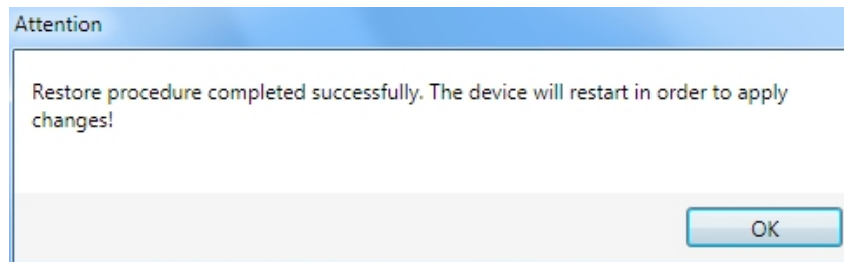 Attention
Restore procedure completed successfully. The device will restart in order to apply
changes!
OK